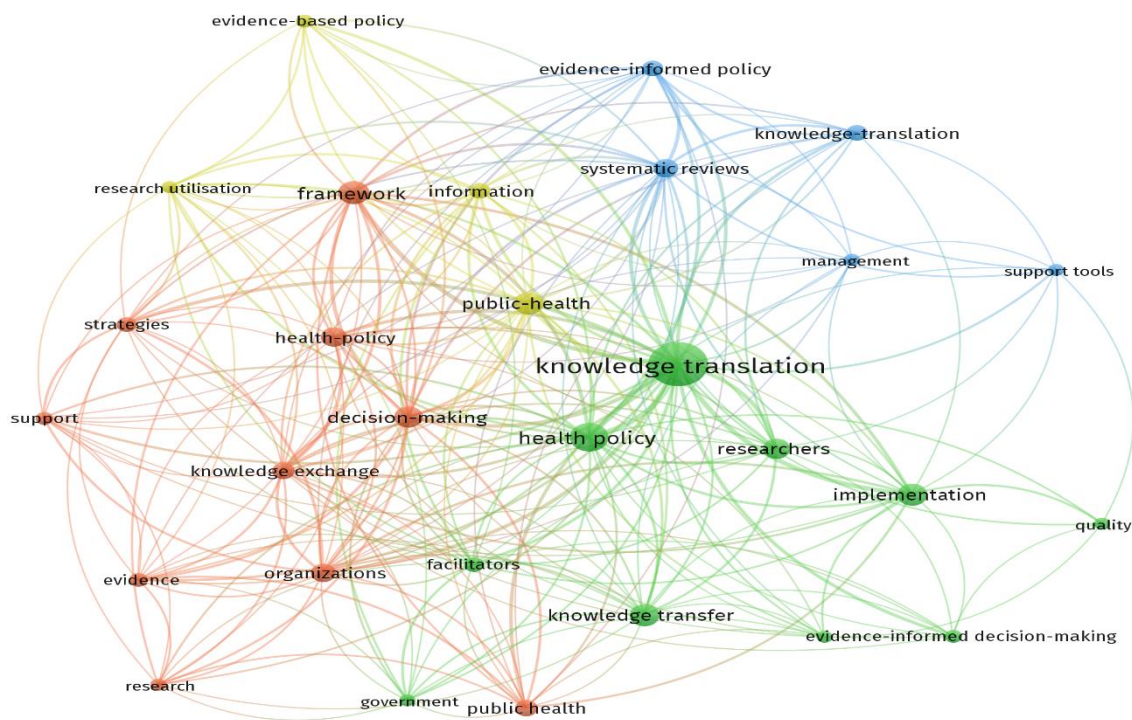 evidence-based policy
evidence-informed policy
knowledge-translation
systematic reviews
research utilisation
framework
information
management
support tools
public-health
strategies
health-policy
knowledge translation
support
decision-making
health policy
researchers
knowledge exchange
implementation
quality
facilitators
organizations
evidence
knowledge transfer
evidence-informed decision-making
research
government
public health